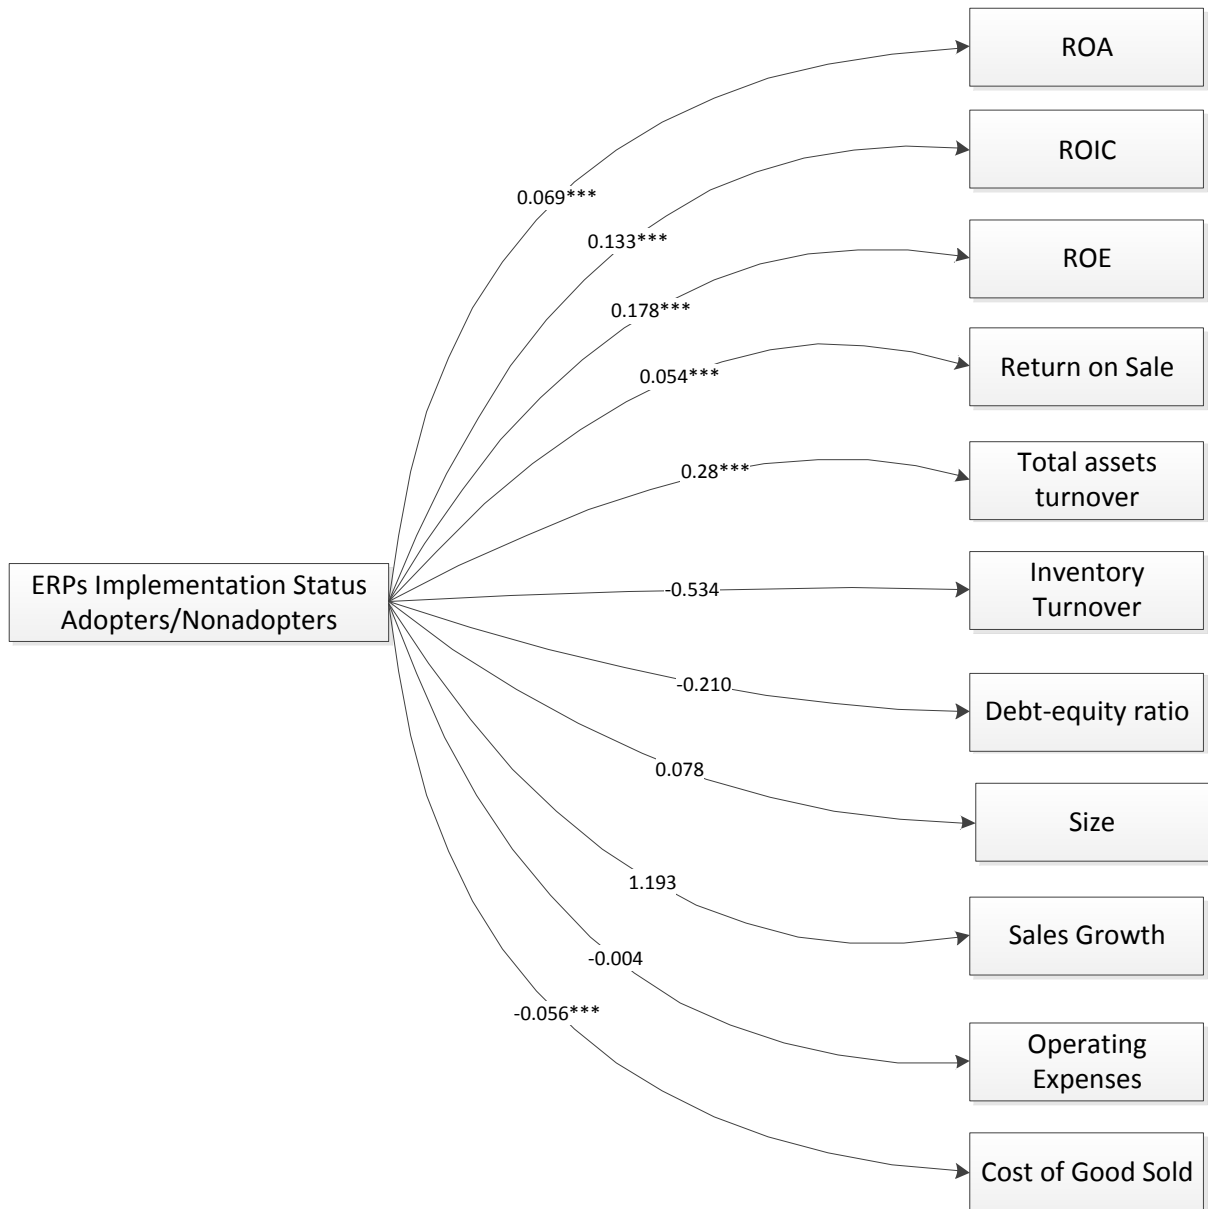 ROA
ROIC
ROE
Return on Sale
Total assets
turnover
Inventory
Turnover
Debt-equity ratio
Size
Sales Growth
Operating
Expenses
Cost of Good Sold
ERPs Implementation Status
Adopters/Nonadopters
0.069***
0.133***
0.178***
0.054***
0.28***
-0.534
-0.210
0.078
1.193
-0.004
-0.056***